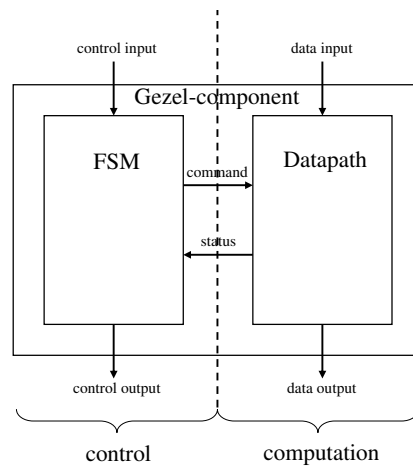 control input
data input
Gezel-component
FSM
Datapath
command
status
control output
data output
control
computation